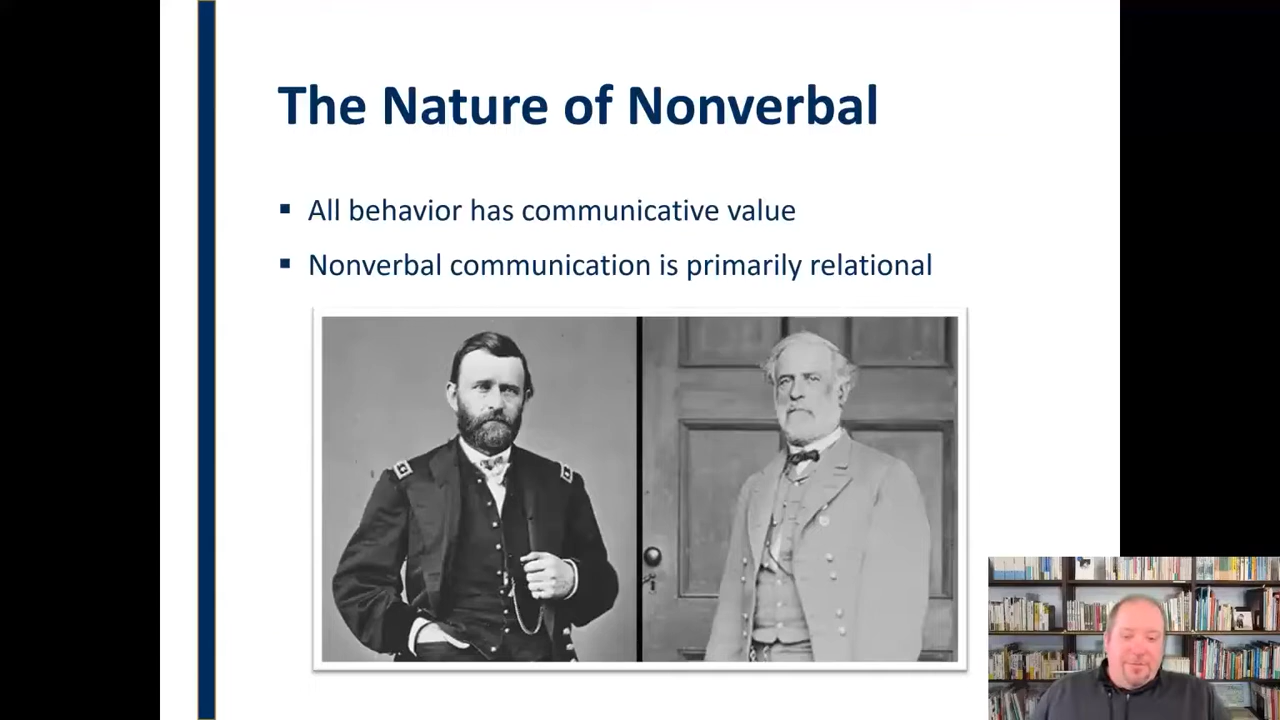 The Nature of Nonverbal
All behavior has communicative value
Nonverbal communication is primarily relational